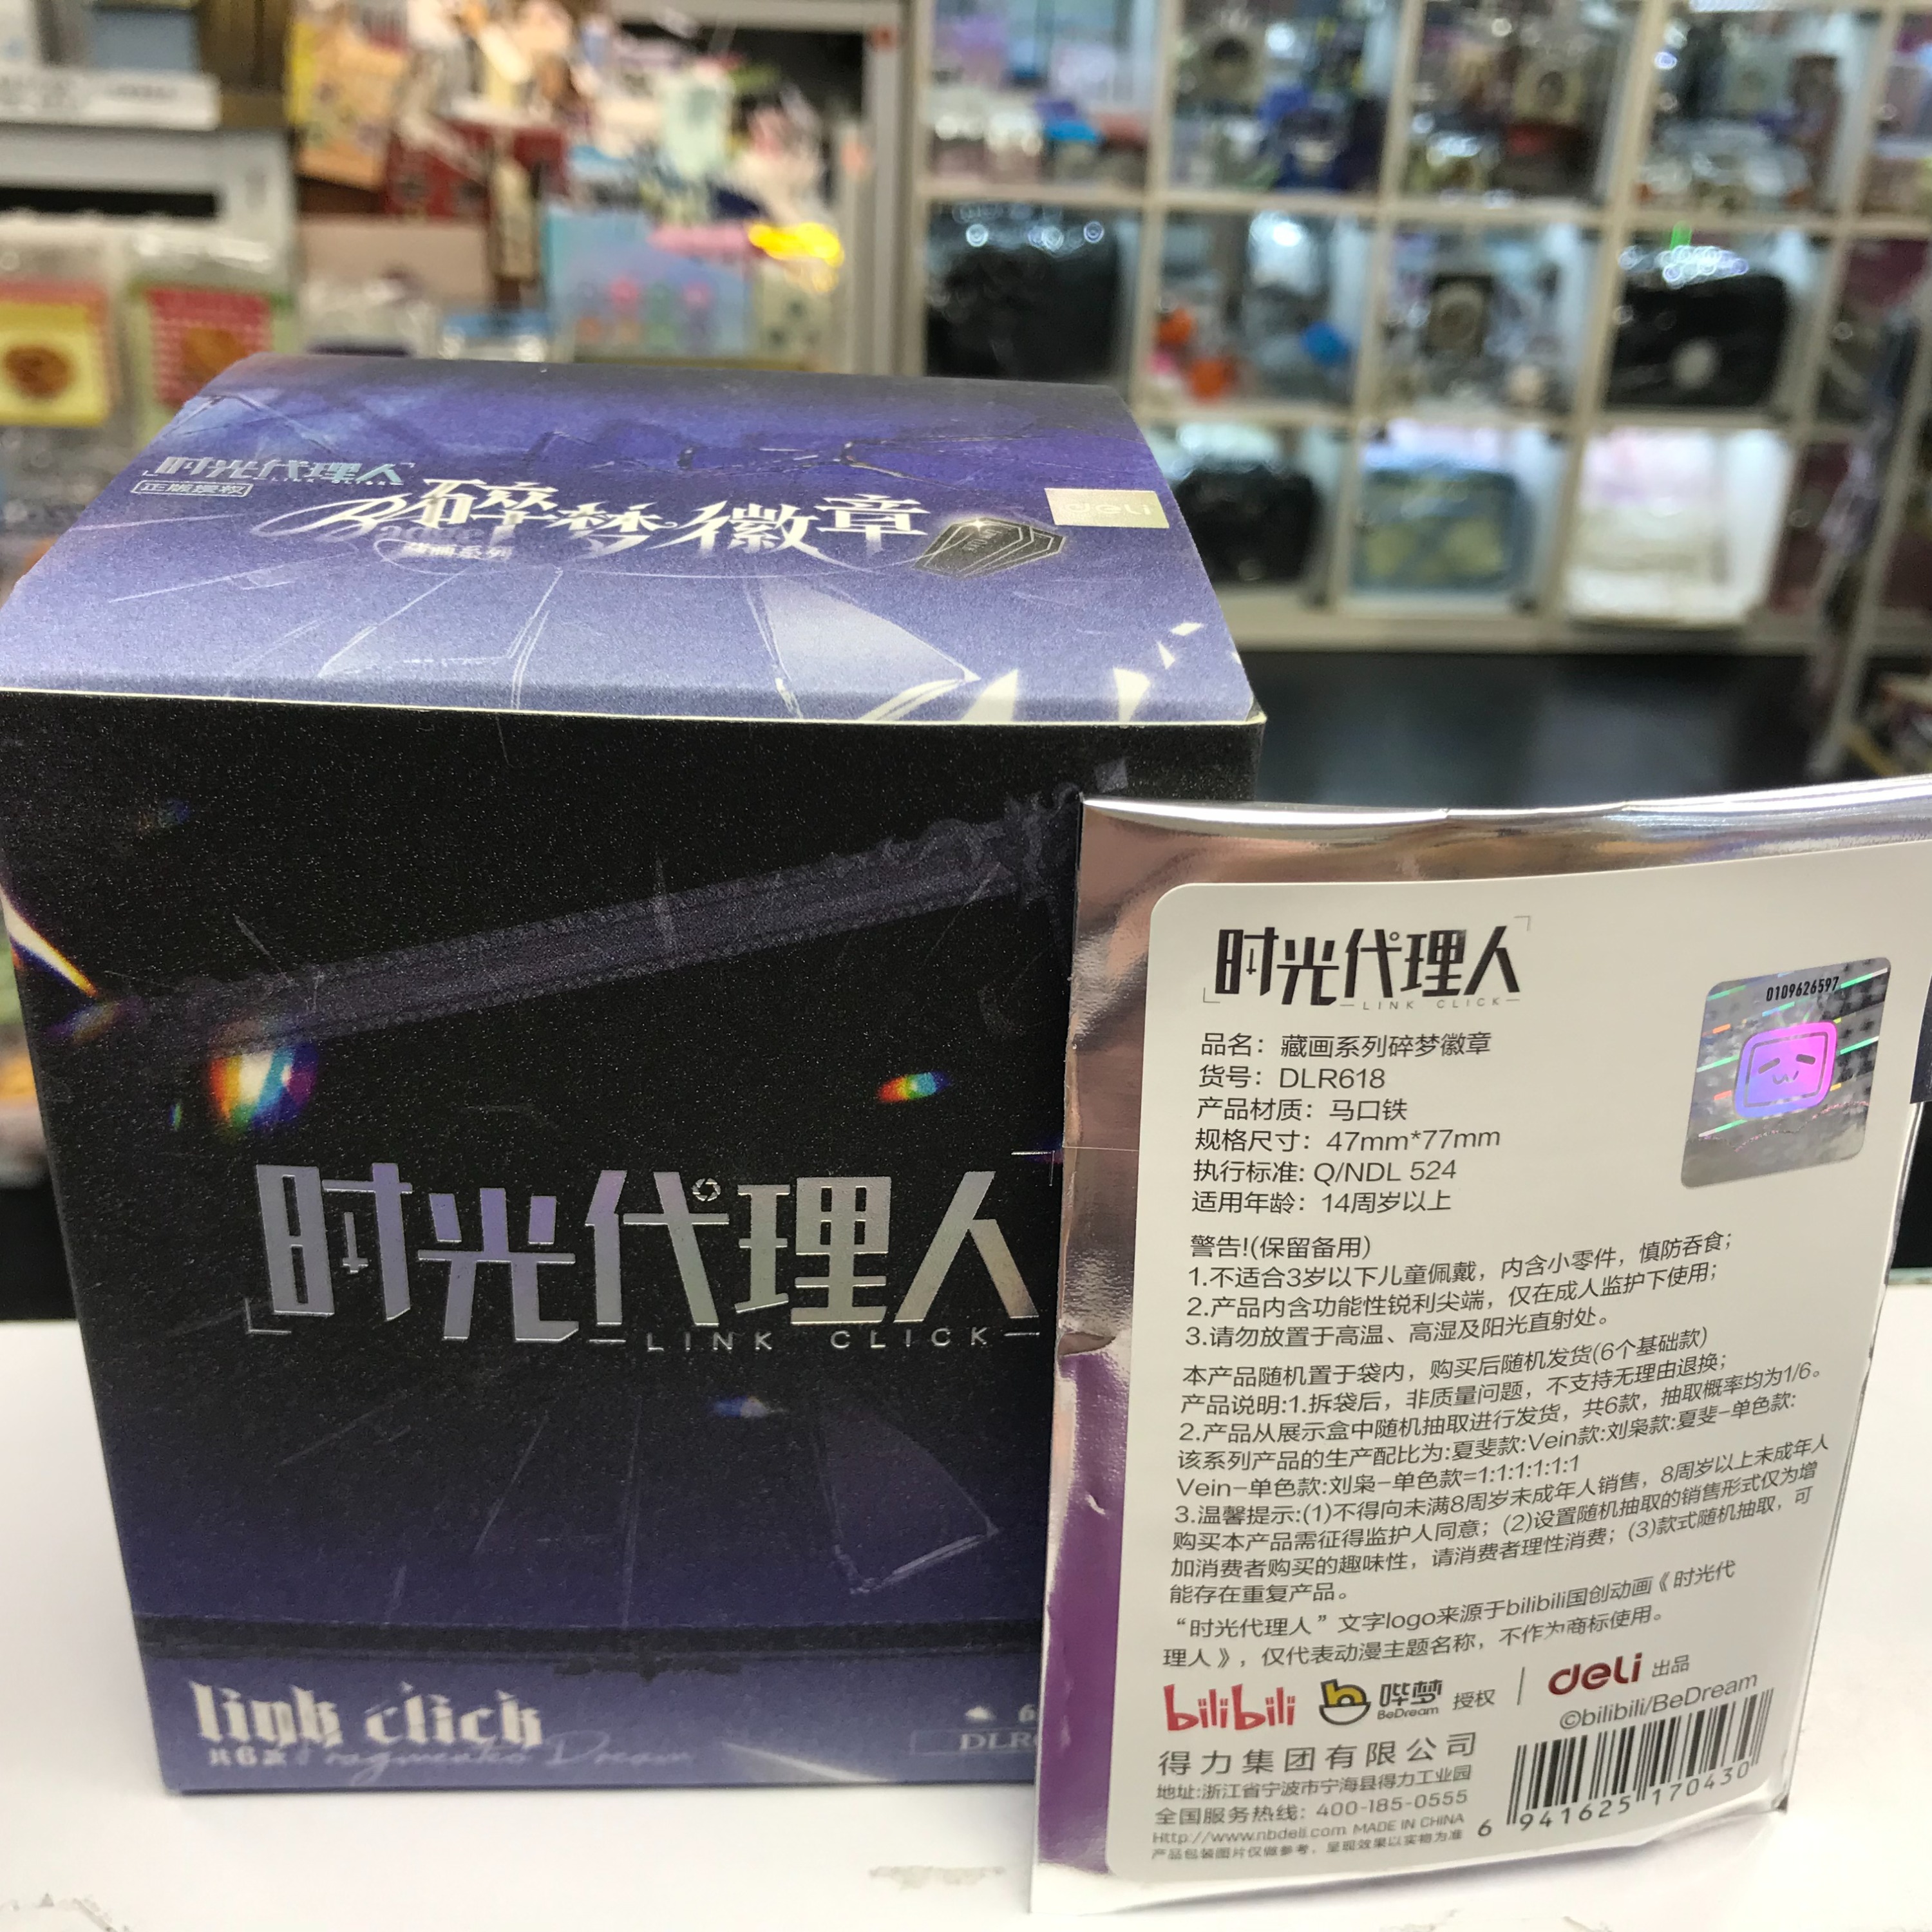 时光代理人
正版授权
碎梦徽章
藏画系列
deli
时光代理人
LINK CLICK
link click
共6款
时光代理人
LINK CLICK
0109626597
品名：藏画系列碎梦徽章
货号：DLR618
产品材质：马口铁
规格尺寸：47mm*77mm
执行标准: Q/NDL 524
适用年龄：14周岁以上
警告!(保留备用)
1.不适合3岁以下儿童佩戴，内含小零件，慎防吞食；
2.产品内含功能性锐利尖端，仅在成人监护下使用；
3.请勿放置于高温、高湿及阳光直射处。
本产品随机置于袋内，购买后随机发货(6个基础款)
产品说明:1.拆袋后，非质量问题，不支持无理由退换；
2.产品从展示盒中随机抽取进行发货，共6款，抽取概率均为1/6。
该系列产品的生产配比为:夏斐款:Vein款:刘枭款:夏斐-单色款:
Vein-单色款:刘枭-单色款=1:1:1:1:1:1
3.温馨提示:(1)不得向未满8周岁未成年人销售，8周岁以上未成年人
购买本产品需征得监护人同意；(2)设置随机抽取的销售形式仅为增
加消费者购买的趣味性，请消费者理性消费；(3)款式随机抽取，可
能存在重复产品。
“时光代理人”文字logo来源于bilibili国创动画《时光代
理人》，仅代表动漫主题名称，不作为商标使用。
bilibili 哔梦 BeDream 授权 | deli 出品
©bilibili/BeDream
得力集团有限公司
地址:浙江省宁波市宁海县得力工业园
全国服务热线：400-185-0555
Http://www.nbdeli.com MADE IN CHINA
产品包装图片仅做参考，呈现效果以实物为准
6 941625 170430